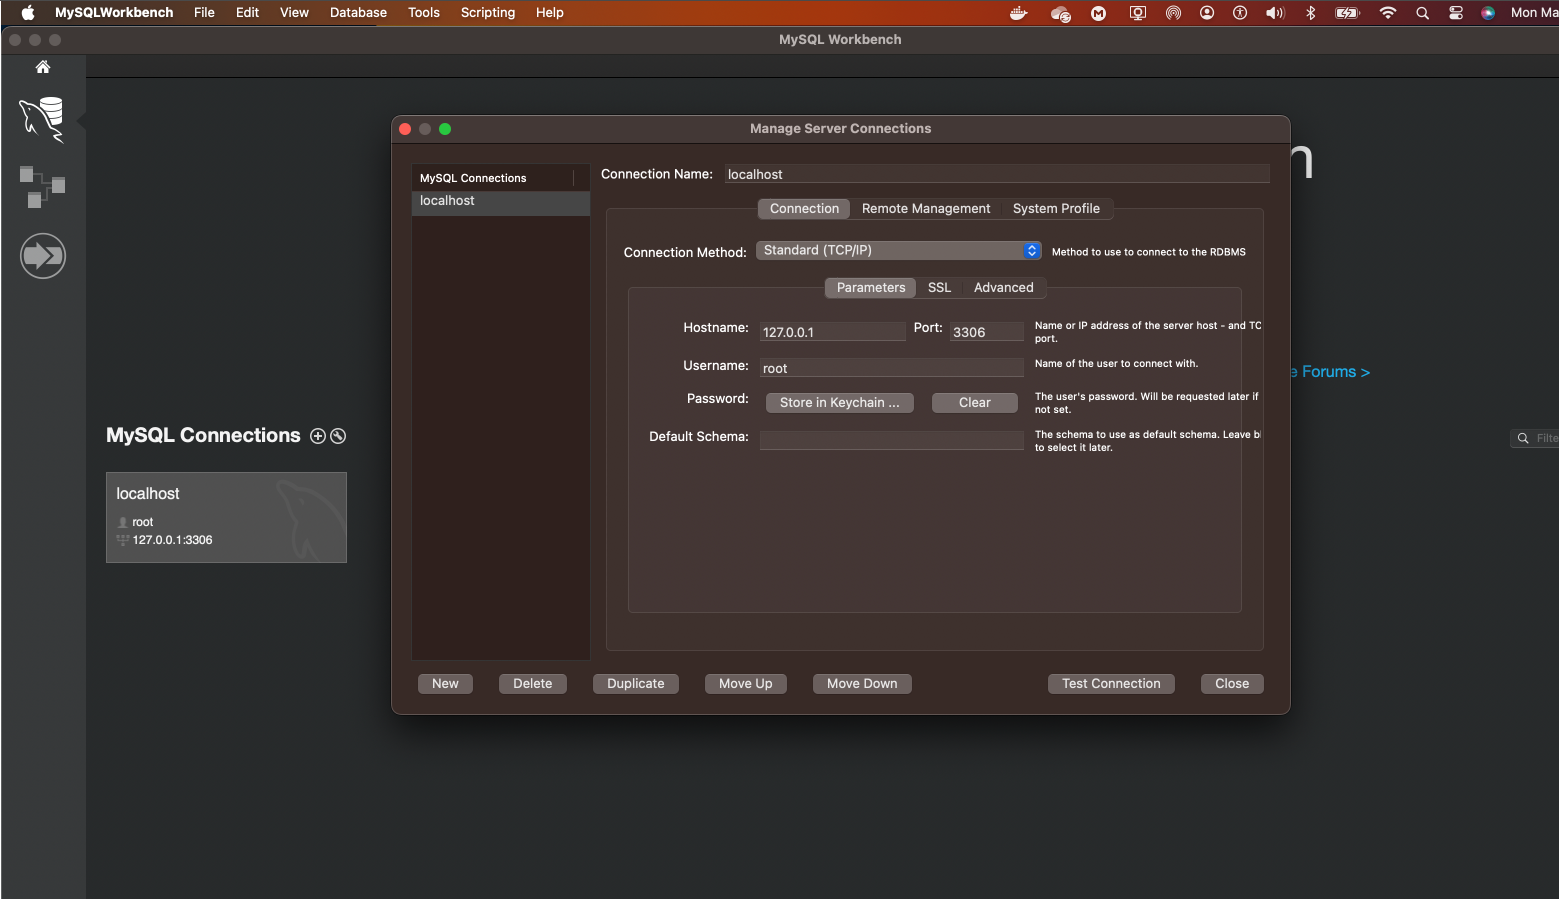 MySQLWorkbench File Edit View Database Tools Scripting Help Mon Ma
MySQL Workbench
Manage Server Connections
MySQL Connections
localhost
Connection Name: localhost
Connection Remote Management System Profile
Connection Method: Standard (TCP/IP) Method to use to connect to the RDBMS
Parameters SSL Advanced
Hostname: 127.0.0.1 Port: 3306 Name or IP address of the server host - and TC
port.
Username: root Name of the user to connect with.
Password: Store in Keychain ... Clear The user's password. Will be requested later if
not set.
Default Schema: The schema to use as default schema. Leave bl
to select it later.
New Delete Duplicate Move Up Move Down Test Connection Close
n
e Forums >
MySQL Connections
Filte
localhost
root
127.0.0.1:3306